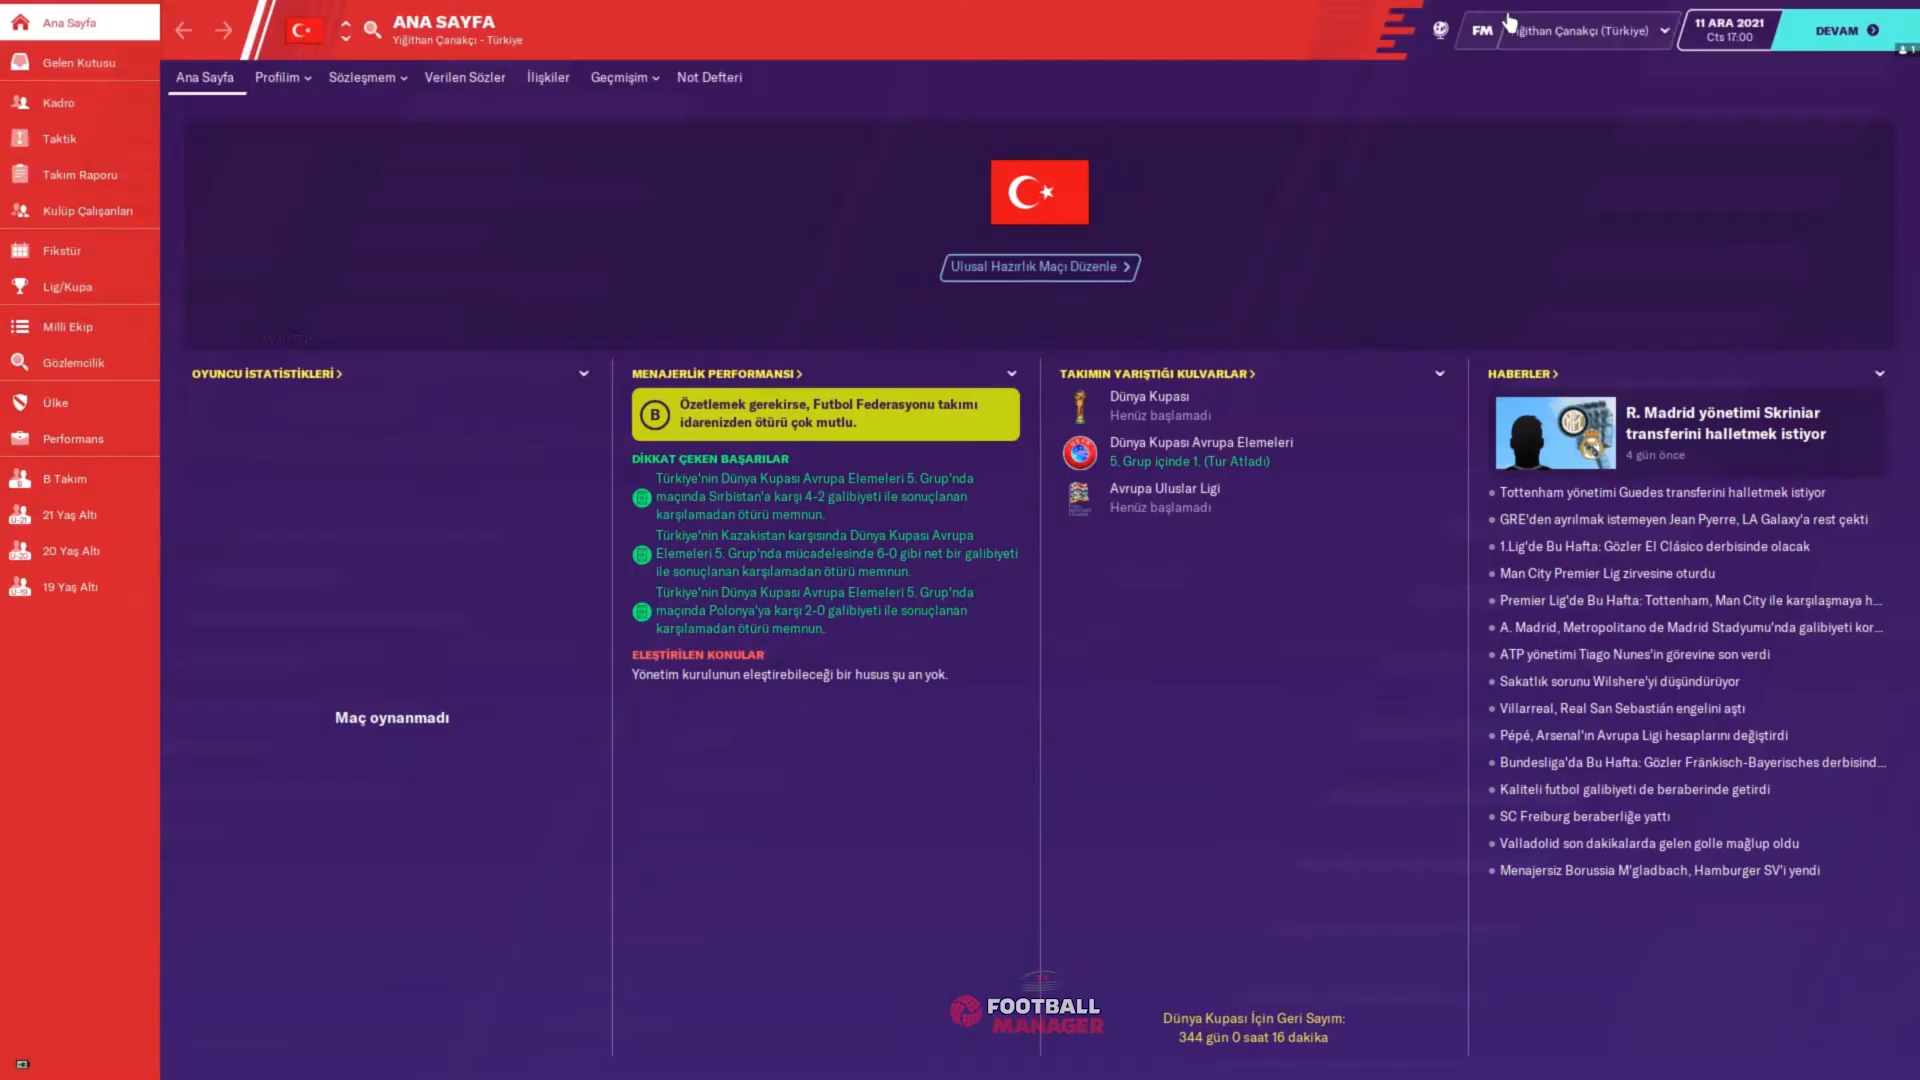 Ana Sayfa
Gelen Kutusu
Kadro
Taktik
Takım Raporu
Kulüp Çalışanları
Fikstür
Lig/Kupa
Milli Ekip
Gözlemcilik
Ülke
Performans
B Takım
21 Yaş Altı
20 Yaş Altı
19 Yaş Altı
ANA SAYFA
Yiğithan Çanakçı - Türkiye
FM
iğithan Çanakçı (Türkiye)
11 ARA 2021
Cts 17:00
DEVAM
1
Ana Sayfa
Profilim
Sözleşmem
Verilen Sözler
İlişkiler
Geçmişim
Not Defteri
Ulusal Hazırlık Maçı Düzenle
OYUNCU İSTATİSTİKLERİ
Maç oynanmadı
MENAJERLİK PERFORMANSI
B
Özetlemek gerekirse, Futbol Federasyonu takımı
idarenizden ötürü çok mutlu.
DİKKAT ÇEKEN BAŞARILAR
Türkiye'nin Dünya Kupası Avrupa Elemeleri 5. Grup'nda
maçında Sırbistan'a karşı 4-2 galibiyeti ile sonuçlanan
karşılamadan ötürü memnun.
Türkiye'nin Kazakistan karşısında Dünya Kupası Avrupa
Elemeleri 5. Grup'nda mücadelesinde 6-0 gibi net bir galibiyeti
ile sonuçlanan karşılamadan ötürü memnun.
Türkiye'nin Dünya Kupası Avrupa Elemeleri 5. Grup'nda
maçında Polonya'ya karşı 2-0 galibiyeti ile sonuçlanan
karşılamadan ötürü memnun.
ELEŞTİRİLEN KONULAR
Yönetim kurulunun eleştirebileceği bir husus şu an yok.
TAKIMIN YARIŞTIĞI KULVARLAR
Dünya Kupası
Henüz başlamadı
Dünya Kupası Avrupa Elemeleri
5. Grup içinde 1. (Tur Atladı)
Avrupa Uluslar Ligi
Henüz başlamadı
HABERLER
R. Madrid yönetimi Skriniar
transferini halletmek istiyor
4 gün önce
Tottenham yönetimi Guedes transferini halletmek istiyor
GRE'den ayrılmak istemeyen Jean Pyerre, LA Galaxy'a rest çekti
1.Lig'de Bu Hafta: Gözler El Clásico derbisinde olacak
Man City Premier Lig zirvesine oturdu
Premier Lig'de Bu Hafta: Tottenham, Man City ile karşılaşmaya h...
A. Madrid, Metropolitano de Madrid Stadyumu'nda galibiyeti kor...
ATP yönetimi Tiago Nunes'in görevine son verdi
Sakatlık sorunu Wilshere'yi düşündürüyor
Villarreal, Real San Sebastián engelini aştı
Pépé, Arsenal'ın Avrupa Ligi hesaplarını değiştirdi
Bundesliga'da Bu Hafta: Gözler Fränkisch-Bayerisches derbisind...
Kaliteli futbol galibiyeti de beraberinde getirdi
SC Freiburg beraberliğe yattı
Valladolid son dakikalarda gelen golle mağlup oldu
Menajersiz Borussia M'gladbach, Hamburger SV'i yendi
FOOTBALL
MANAGER
Dünya Kupası İçin Geri Sayım:
344 gün 0 saat 16 dakika